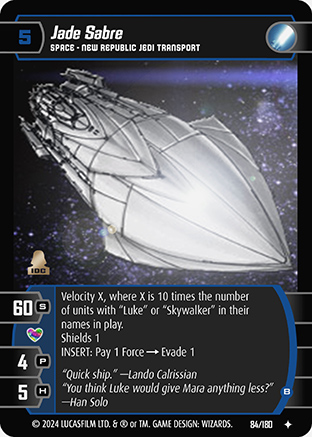 5
Jade Sabre
SPACE - NEW REPUBLIC JEDI TRANSPORT
IDC
60 S
4 P
5 H
Velocity X, where X is 10 times the number
of units with “Luke” or “Skywalker” in their
names in play.
Shields 1
INSERT: Pay 1 Force → Evade 1
“Quick ship.” —Lando Calrissian
“You think Luke would give Mara anything less?”
—Han Solo
B
© 2024 LUCASFILM LTD. & ® or TM. GAME DESIGN: WIZARDS.
84/180